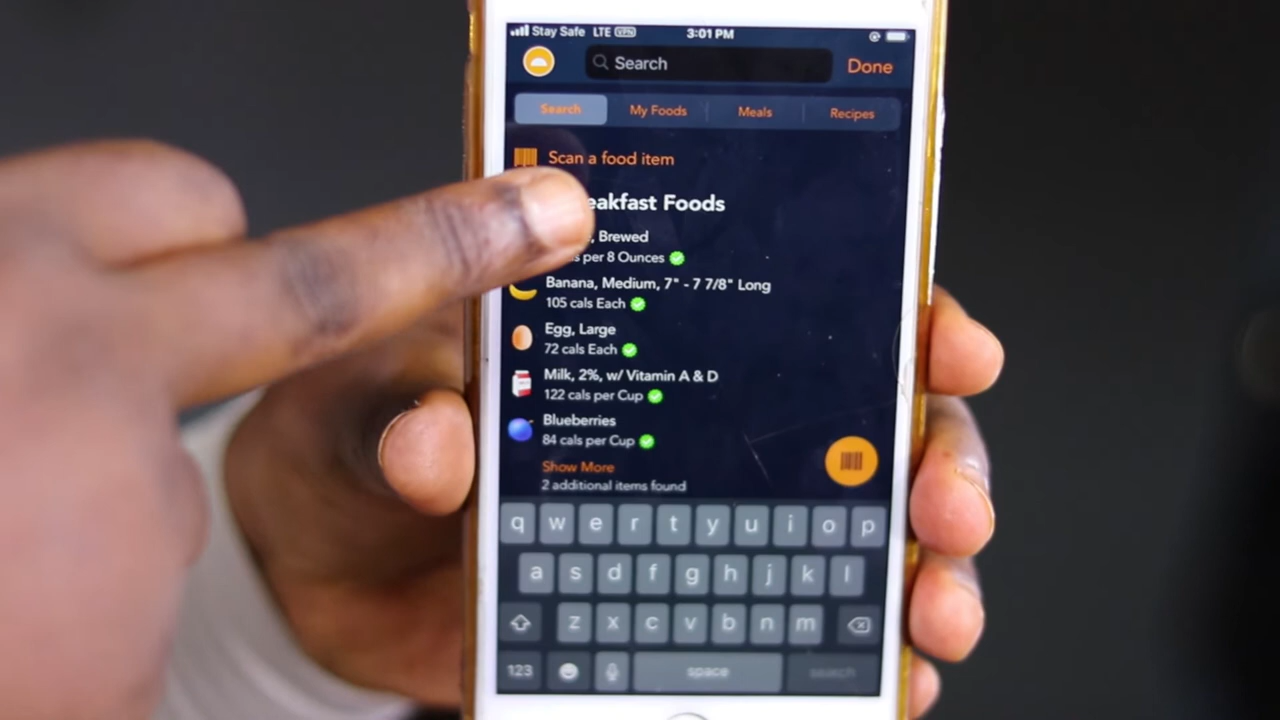 Stay Safe LTE VPN 3:01 PM
Search Done
Search My Foods Meals Recipes
Scan a food item
eakfast Foods
, Brewed
s per 8 Ounces
Banana, Medium, 7" - 7 7/8" Long
105 cals Each
Egg, Large
72 cals Each
Milk, 2%, w/ Vitamin A & D
122 cals per Cup
Blueberries
84 cals per Cup
Show More
2 additional items found
q w e r t y u i o p
a s d f g h j k l
z x c v b n m
123 space search